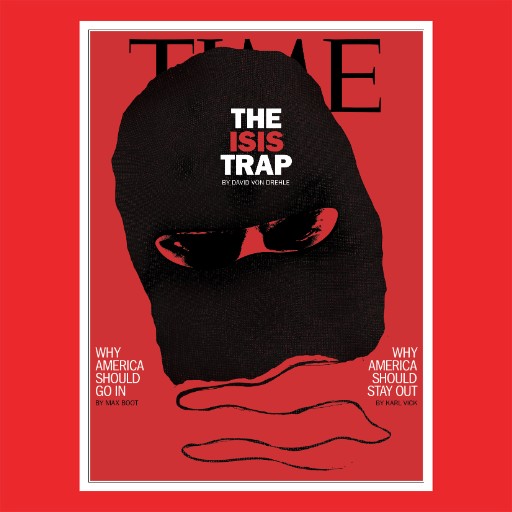 TIME
THE
ISIS
TRAP
BY DAVID VON DREHLE
WHY
AMERICA
SHOULD
GO IN
BY MAX BOOT
WHY
AMERICA
SHOULD
STAY OUT
BY KARL VICK